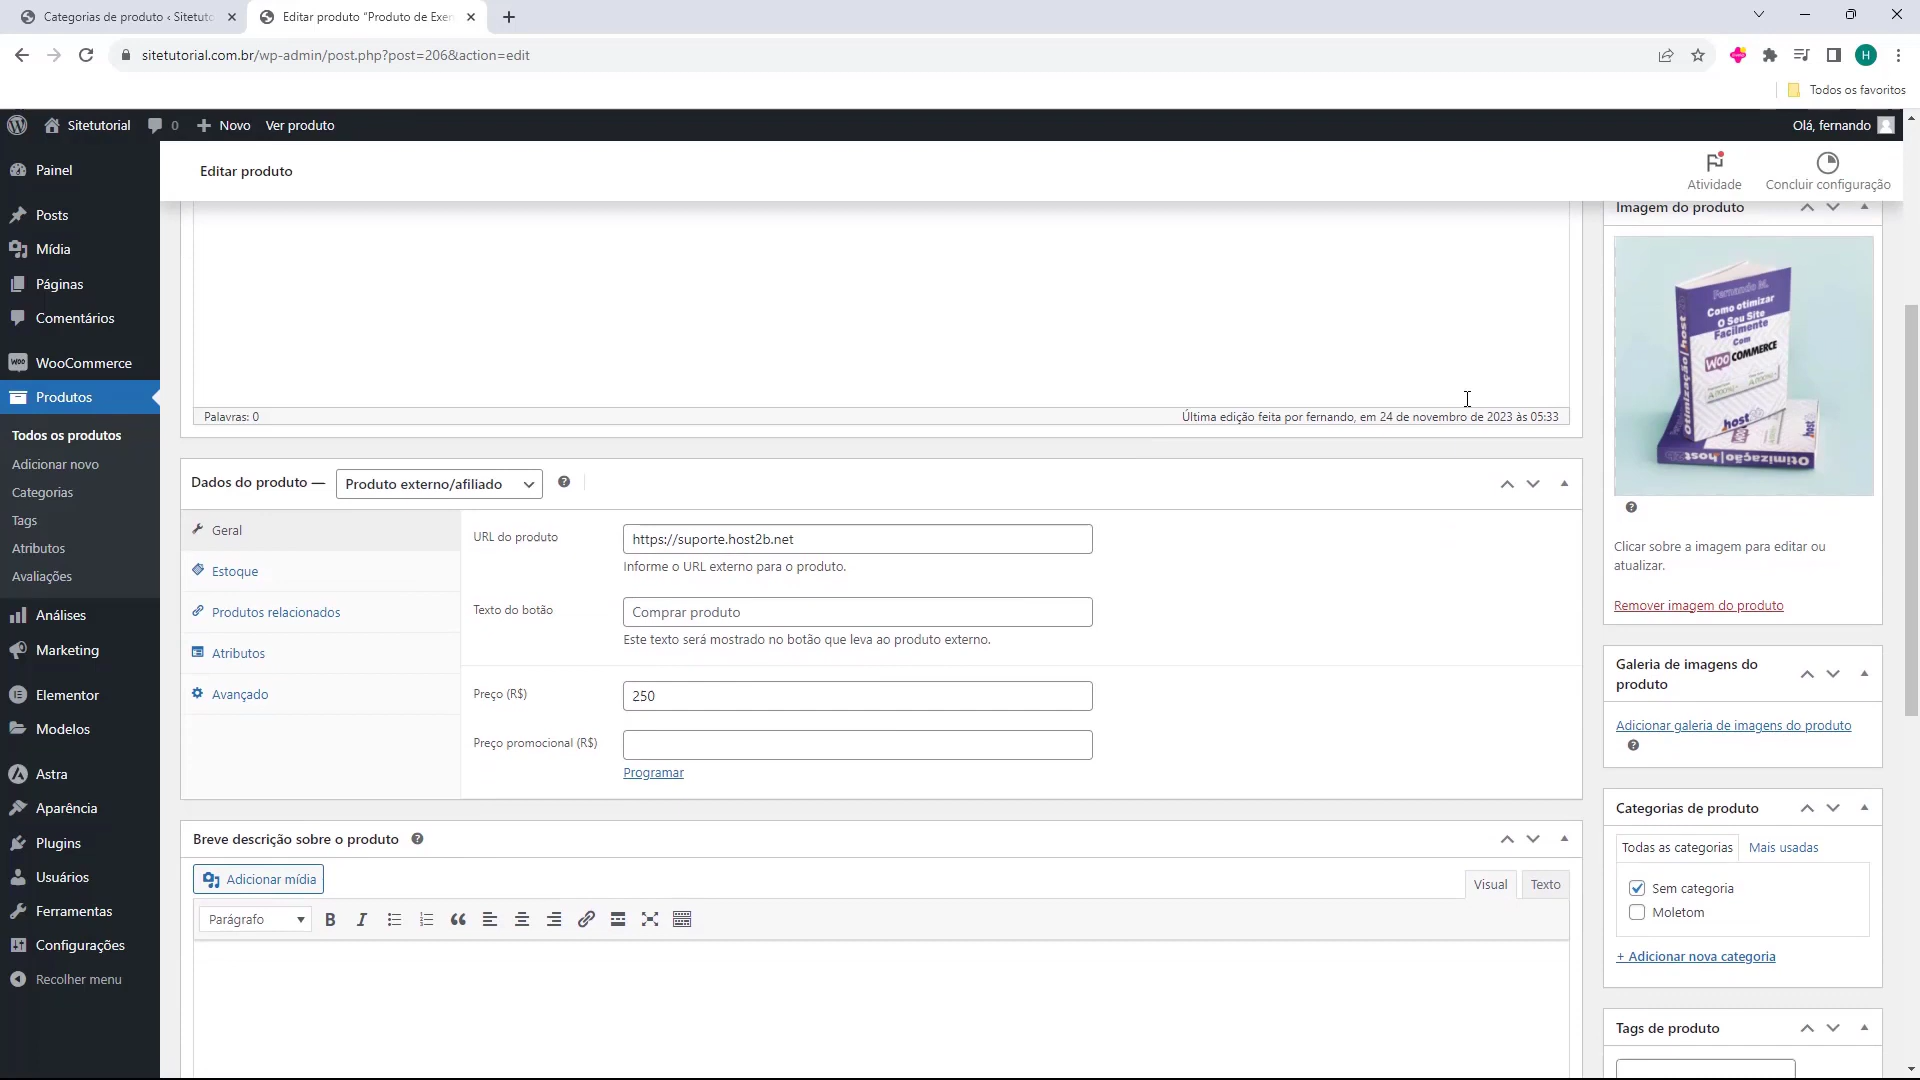 Categorias de produto ‹ Sitetuto
Editar produto “Produto de Exen
sitetutorial.com.br/wp-admin/post.php?post=206&action=edit
H
Todos os favoritos
Sitetutorial
0
Novo
Ver produto
Olá, fernando
Painel
Posts
Mídia
Páginas
Comentários
WooCommerce
Produtos
Todos os produtos
Adicionar novo
Categorias
Tags
Atributos
Avaliações
Análises
Marketing
Elementor
Modelos
Astra
Aparência
Plugins
Usuários
Ferramentas
Configurações
Recolher menu
Editar produto
Atividade
Concluir configuração
Palavras: 0
Última edição feita por fernando, em 24 de novembro de 2023 às 05:33
Dados do produto —
Produto externo/afiliado
Geral
Estoque
Produtos relacionados
Atributos
Avançado
URL do produto
https://suporte.host2b.net
Informe o URL externo para o produto.
Texto do botão
Comprar produto
Este texto será mostrado no botão que leva ao produto externo.
Preço (R$)
250
Preço promocional (R$)
Programar
Breve descrição sobre o produto
Adicionar mídia
Visual
Texto
Parágrafo
Imagem do produto
Fernando M.
Como otimizar
O Seu Site
Facilmente
Com
WOO COMMERCE
Otimização|host
.host
Otimização|host
Clicar sobre a imagem para editar ou
atualizar.
Remover imagem do produto
Galeria de imagens do
produto
Adicionar galeria de imagens do produto
Categorias de produto
Todas as categorias
Mais usadas
Sem categoria
Moletom
+ Adicionar nova categoria
Tags de produto